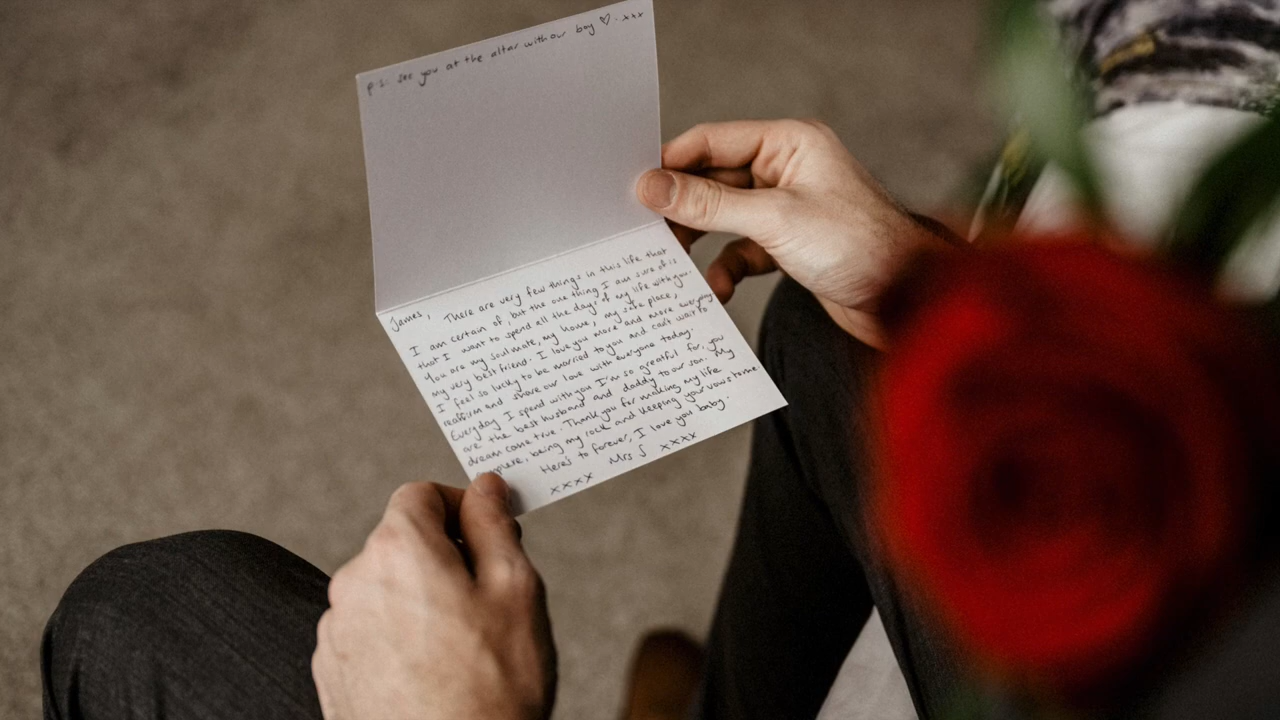 p.s. see you at the altar with our boy ♡. xxx
James,
There are very few things in this life that
I am certain of, but the one thing I am sure of is
that I want to spend all the days of my life with you.
You are my soulmate, my home, my safe place,
my very best friend. I love you more and more everyday
I feel so lucky to be married to you and can't wait to
reaffirm and share our love with everyone today.
Everyday I spend with you I'm so greatful for, you
are the best husband and daddy to our son. My
dream came true. Thank you for making my life
being my rock and keeping your vows to me.
Here's to forever, I love you baby.
xxxx Mrs S xxxx